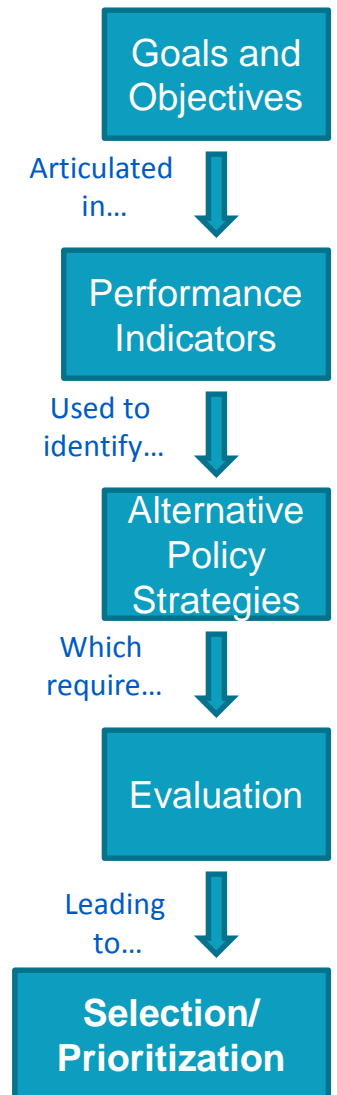 Goals and
Objectives
Articulated
in…
Performance
Indicators
Used to
identify…
Alternative
Policy
Strategies
Which
require…
Evaluation
Leading
to…
Selection/
Prioritization